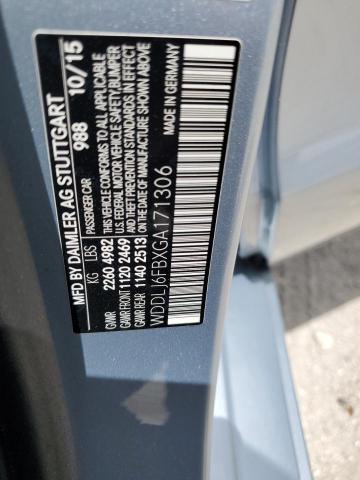 MFD BY DAIMLER AG STUTTGART 988 10/15
PASSENGER CAR
KG LBS THIS VEHICLE CONFORMS TO ALL APPLICABLE
GVWR 2260 4982 U.S. FEDERAL MOTOR VEHICLE SAFETY, BUMPER
GAWR FRONT 1120 2469 AND THEFT PREVENTION STANDARDS IN EFFECT
GAWR REAR 1140 2513 ON THE DATE OF MANUFACTURE SHOWN ABOVE
WDDLJ6FBXGA171306 MADE IN GERMANY